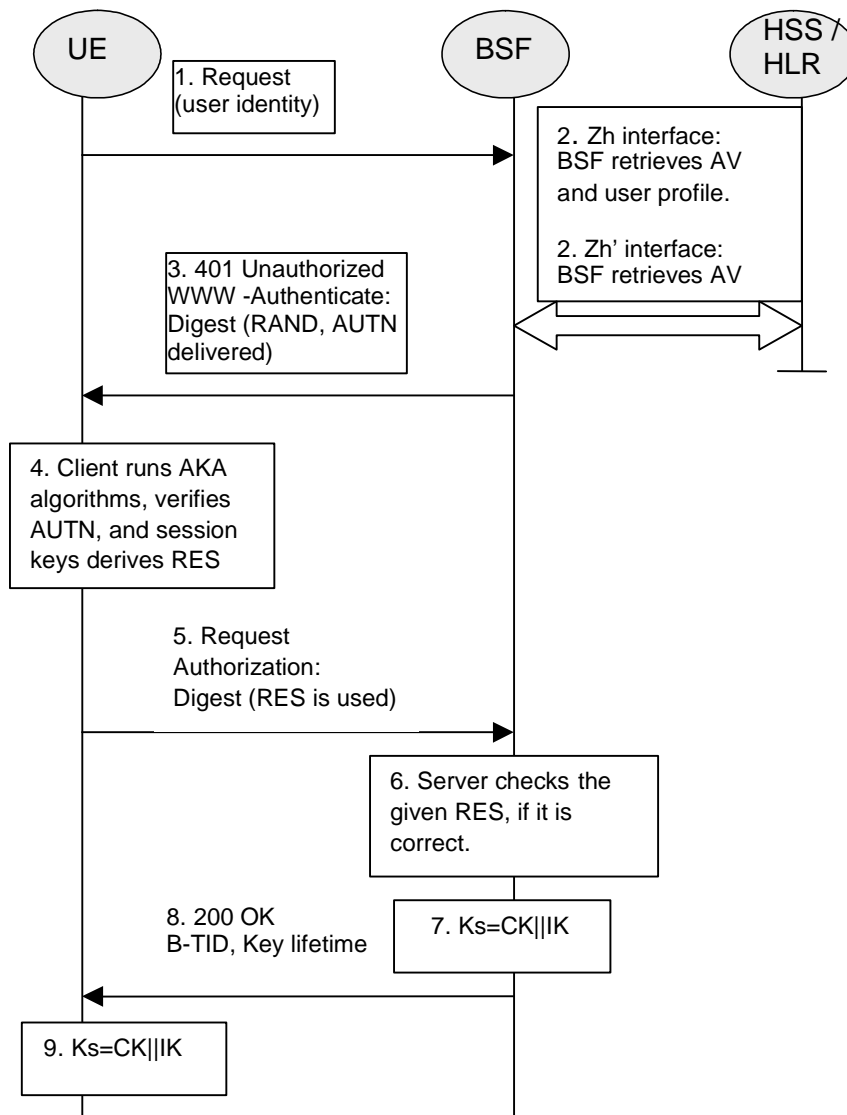 UE
BSF
HSS /
HLR
1. Request
(user identity)
2. Zh interface:
BSF retrieves AV
and user profile.
2. Zh' interface:
BSF retrieves AV
3. 401 Unauthorized
WWW -Authenticate:
Digest (RAND, AUTN
delivered)
4. Client runs AKA
algorithms, verifies
AUTN, and session
keys derives RES
5. Request
Authorization:
Digest (RES is used)
6. Server checks the
given RES, if it is
correct.
7. Ks=CK||IK
8. 200 OK
B-TID, Key lifetime
9. Ks=CK||IK